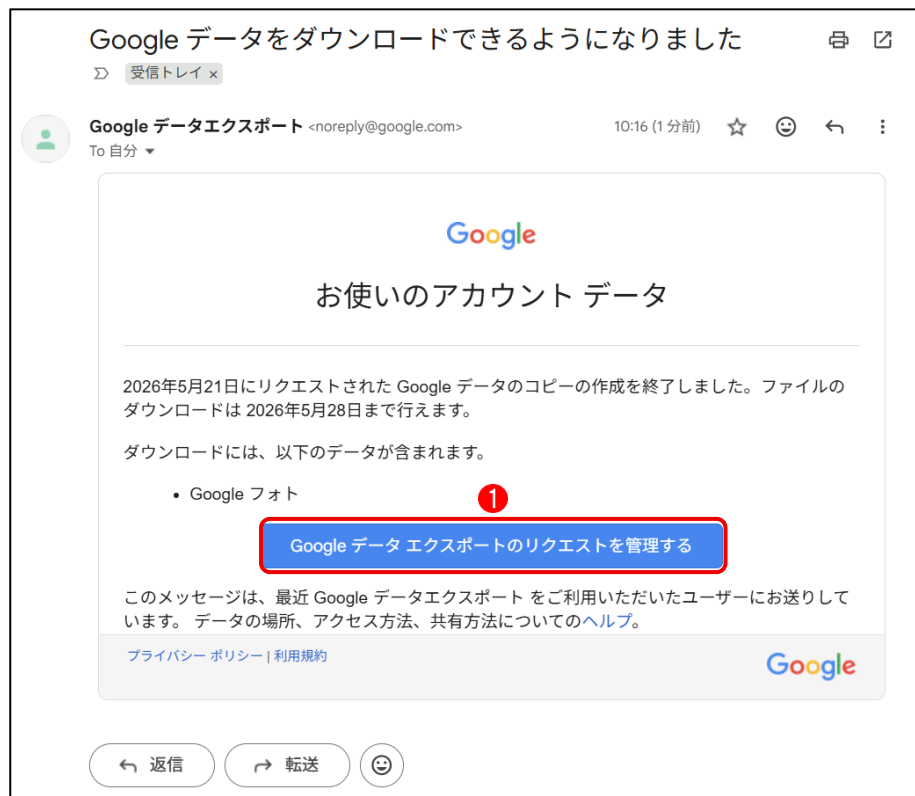 Google データをダウンロードできるようになりました
受信トレイ ×
Google データエクスポート <noreply@google.com> 10:16 (1 分前)
To 自分
Google
お使いのアカウント データ
2026年5月21日にリクエストされた Google データのコピーの作成を終了しました。ファイルの
ダウンロードは 2026年5月28日まで行えます。
ダウンロードには、以下のデータが含まれます。
• Google フォト
1
Google データ エクスポートのリクエストを管理する
このメッセージは、最近 Google データエクスポート をご利用いただいたユーザーにお送りして
います。 データの場所、アクセス方法、共有方法についてのヘルプ。
プライバシー ポリシー | 利用規約
Google
返信 転送